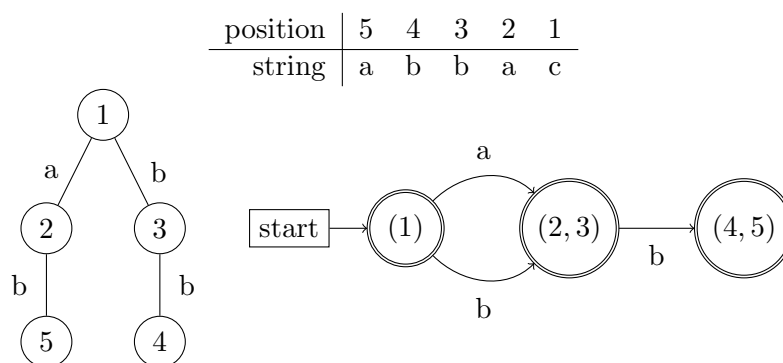 position 5 4 3 2 1
string a b b a c
1
a b
2 3
b b
5 4
a
start (1) (2, 3) (4, 5)
b
b